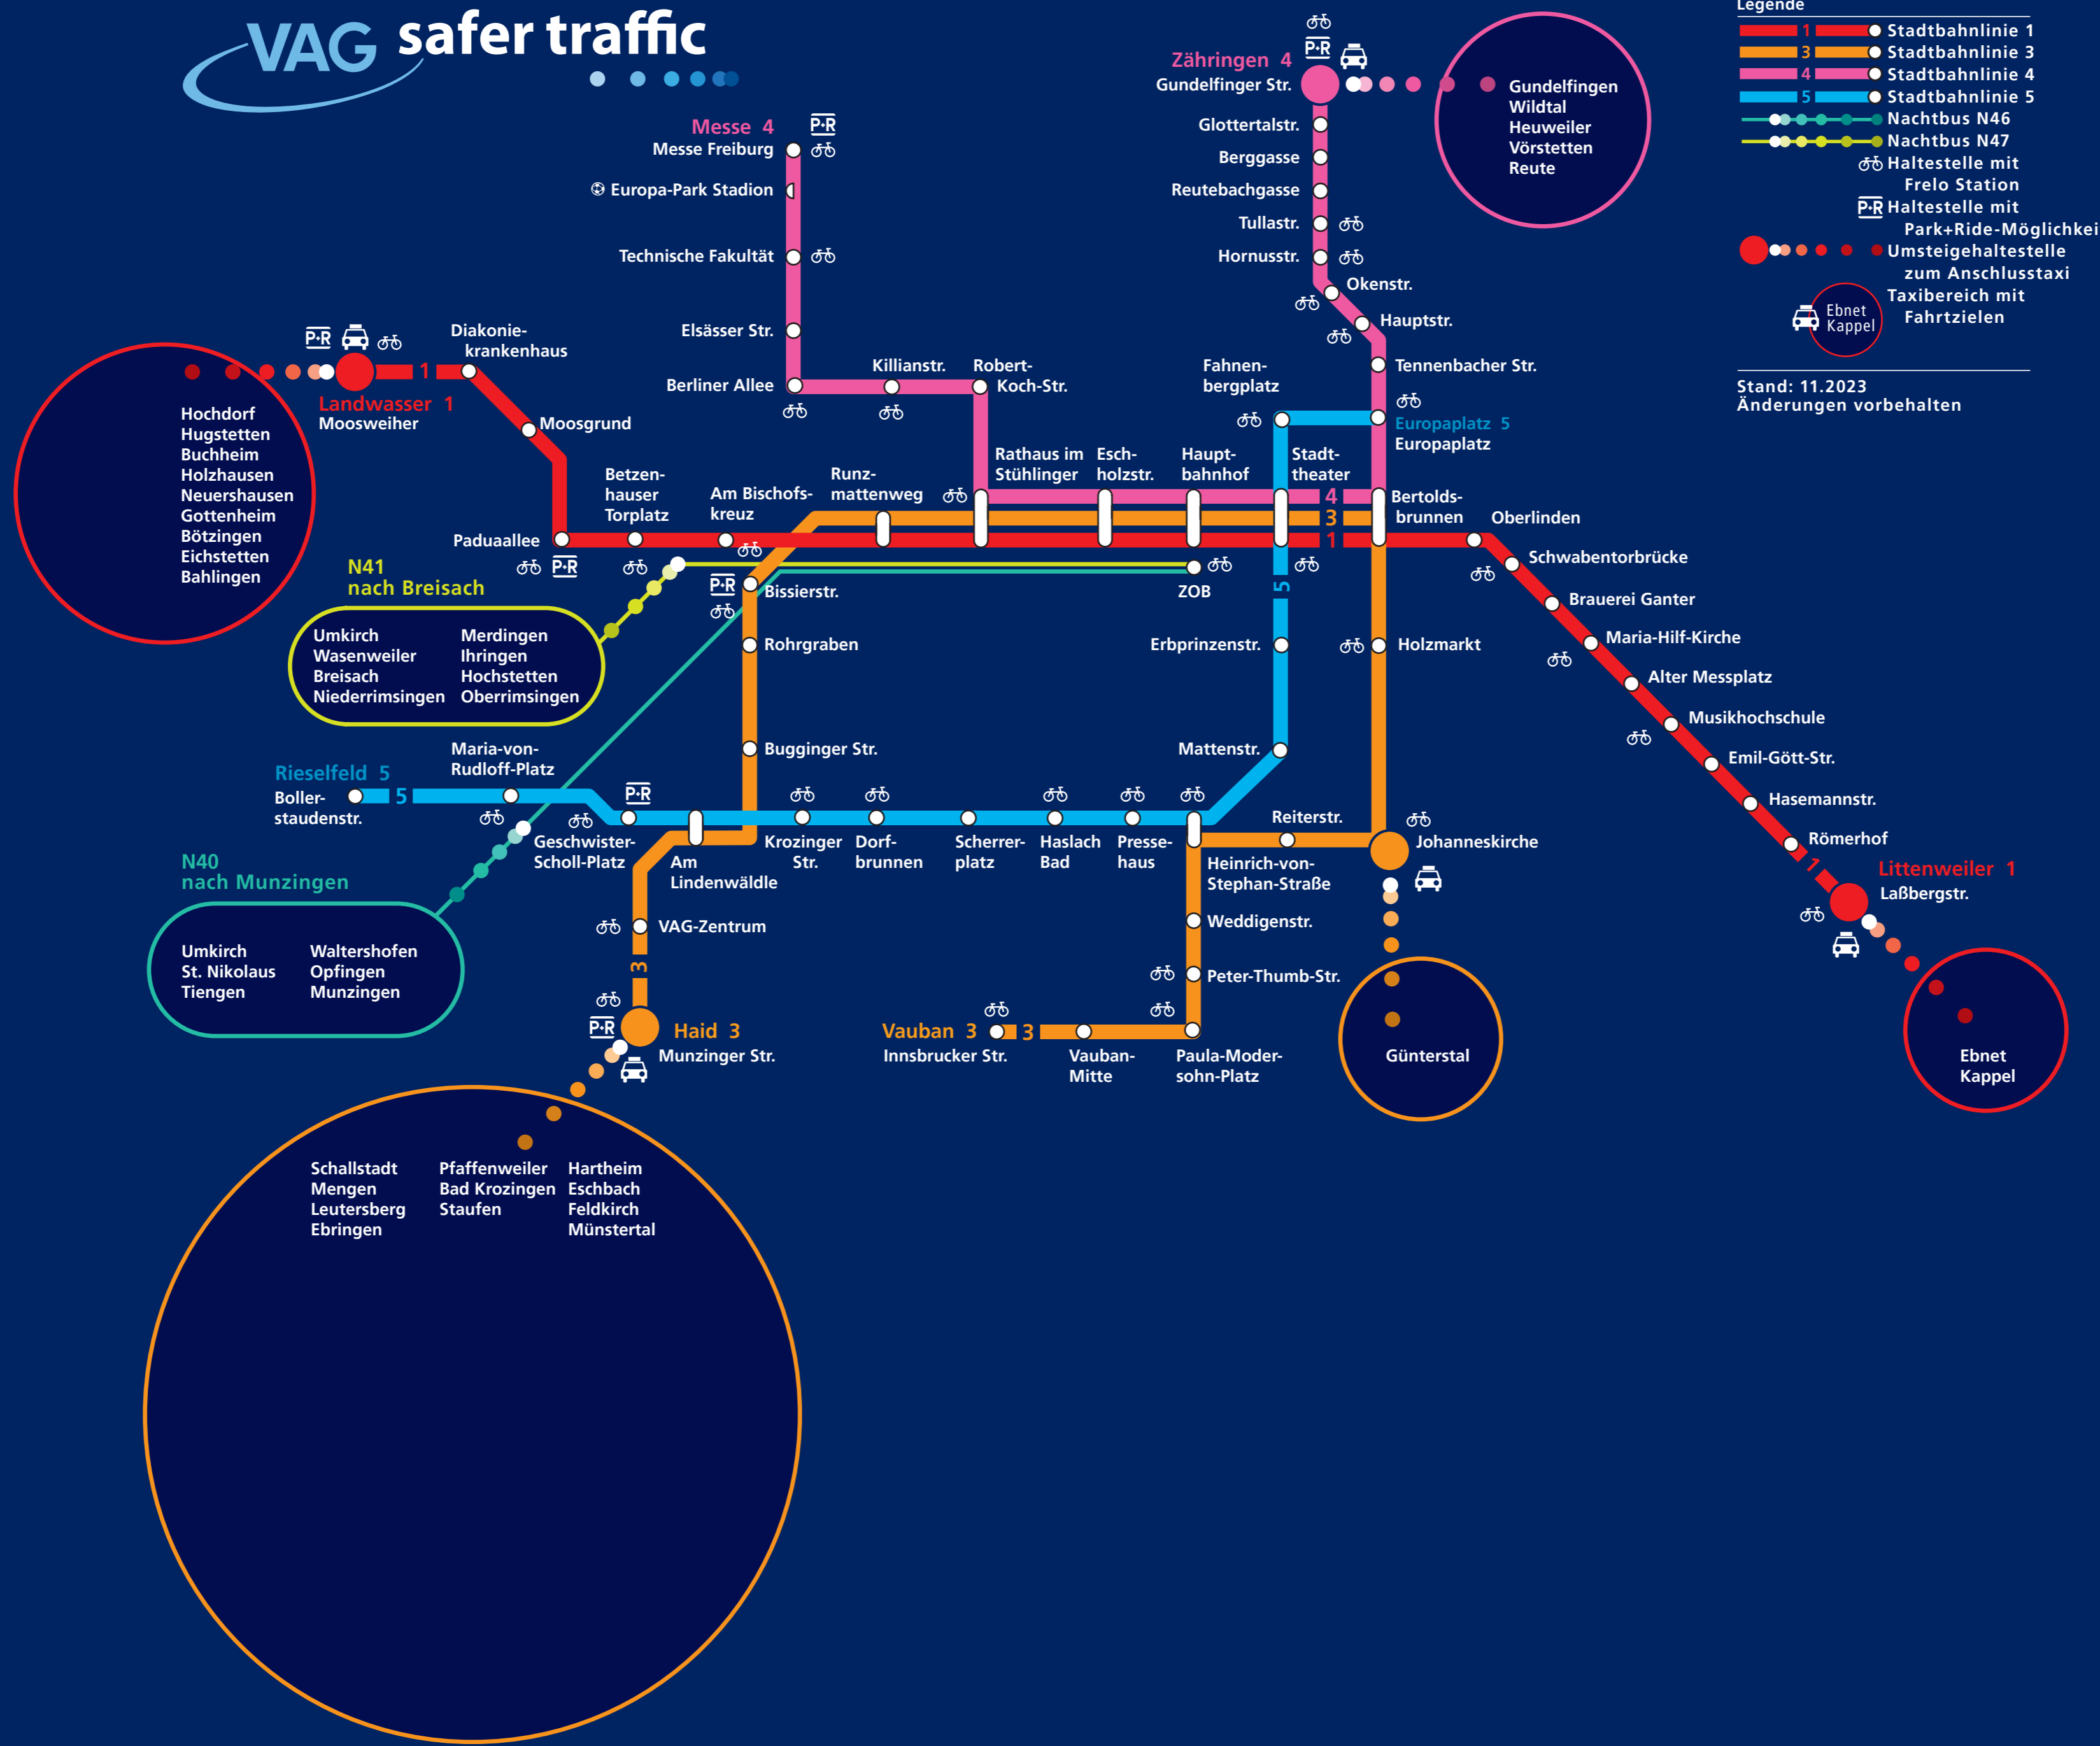 VAG safer traffic
Legende
1 Stadtbahnlinie 1
3 Stadtbahnlinie 3
4 Stadtbahnlinie 4
5 Stadtbahnlinie 5
Nachtbus N46
Nachtbus N47
Haltestelle mit
Frelo Station
P+R Haltestelle mit
Park+Ride-Möglichkei
Umsteigehaltestelle
zum Anschlusstaxi
Taxibereich mit
Fahrtzielen
Ebnet
Kappel
Stand: 11.2023
Änderungen vorbehalten
P+R
Zähringen 4
Gundelfinger Str.
Glottertalstr.
Berggasse
Reutebachgasse
Tullastr.
Hornusstr.
Okenstr.
Hauptstr.
Tennenbacher Str.
Europaplatz 5
Europaplatz
Gundelfingen
Wildtal
Heuweiler
Vörstetten
Reute
Messe 4
P+R
Messe Freiburg
Europa-Park Stadion
Technische Fakultät
Elsässer Str.
Berliner Allee
Killianstr.
Robert-
Koch-Str.
Fahnen-
bergplatz
P+R
1
Landwasser 1
Moosweiher
Diakonie-
krankenhaus
Moosgrund
Paduaallee
P+R
Hochdorf
Hugstetten
Buchheim
Holzhausen
Neuershausen
Gottenheim
Bötzingen
Eichstetten
Bahlingen
Betzen-
hauser
Torplatz
Am Bischofs-
kreuz
Runz-
mattenweg
Rathaus im
Stühlinger
Esch-
holzstr.
Haupt-
bahnhof
Stadt-
theater
4
3
1
Bertolds-
brunnen
Oberlinden
Schwabentorbrücke
Brauerei Ganter
Maria-Hilf-Kirche
Alter Messplatz
Musikhochschule
Emil-Gött-Str.
Hasemannstr.
Römerhof
1
Littenweiler 1
Laßbergstr.
Ebnet
Kappel
N41
nach Breisach
Umkirch
Wasenweiler
Breisach
Niederrimsingen
Merdingen
Ihringen
Hochstetten
Oberrimsingen
P+R
Bissierstr.
Rohrgraben
Bugginger Str.
ZOB
5
Erbprinzenstr.
Mattenstr.
Holzmarkt
Rieselfeld 5
Boller-
staudenstr.
5
Maria-von-
Rudloff-Platz
P+R
Geschwister-
Scholl-Platz
Am
Lindenwäldle
Krozinger
Str.
Dorf-
brunnen
Scherrer-
platz
Haslach
Bad
Presse-
haus
Heinrich-von-
Stephan-Straße
Reiterstr.
Johanneskirche
Günterstal
Weddigenstr.
Peter-Thumb-Str.
Paula-Moder-
sohn-Platz
Vauban-
Mitte
Vauban 3
3
Innsbrucker Str.
N40
nach Munzingen
Umkirch
St. Nikolaus
Tiengen
Waltershofen
Opfingen
Munzingen
VAG-Zentrum
3
P+R
Haid 3
Munzinger Str.
Schallstadt
Mengen
Leutersberg
Ebringen
Pfaffenweiler
Bad Krozingen
Staufen
Hartheim
Eschbach
Feldkirch
Münstertal